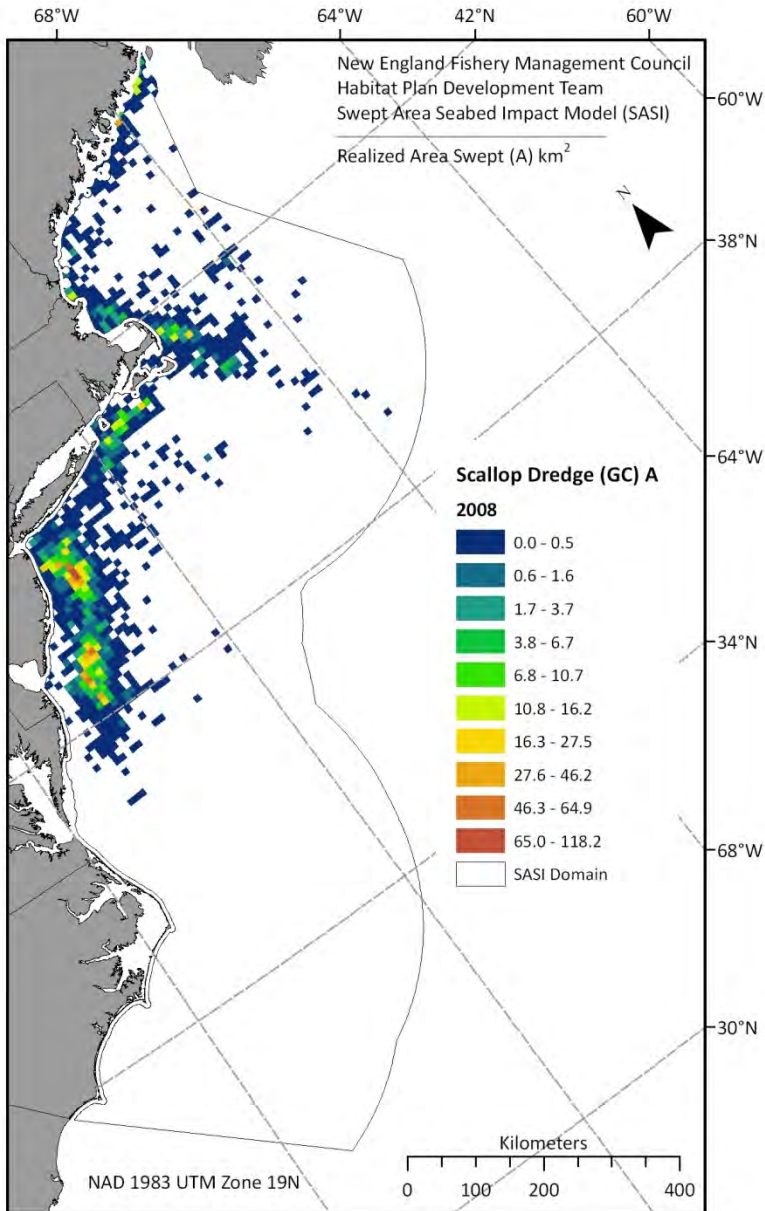 68°W 64°W 42°N 60°W
New England Fishery Management Council
Habitat Plan Development Team
Swept Area Seabed Impact Model (SASI)
Realized Area Swept (A) km²
N
60°W
38°N
64°W
34°N
68°W
30°N
Scallop Dredge (GC) A
2008
0.0 - 0.5
0.6 - 1.6
1.7 - 3.7
3.8 - 6.7
6.8 - 10.7
10.8 - 16.2
16.3 - 27.5
27.6 - 46.2
46.3 - 64.9
65.0 - 118.2
SASI Domain
Kilometers
0 100 200 400
NAD 1983 UTM Zone 19N